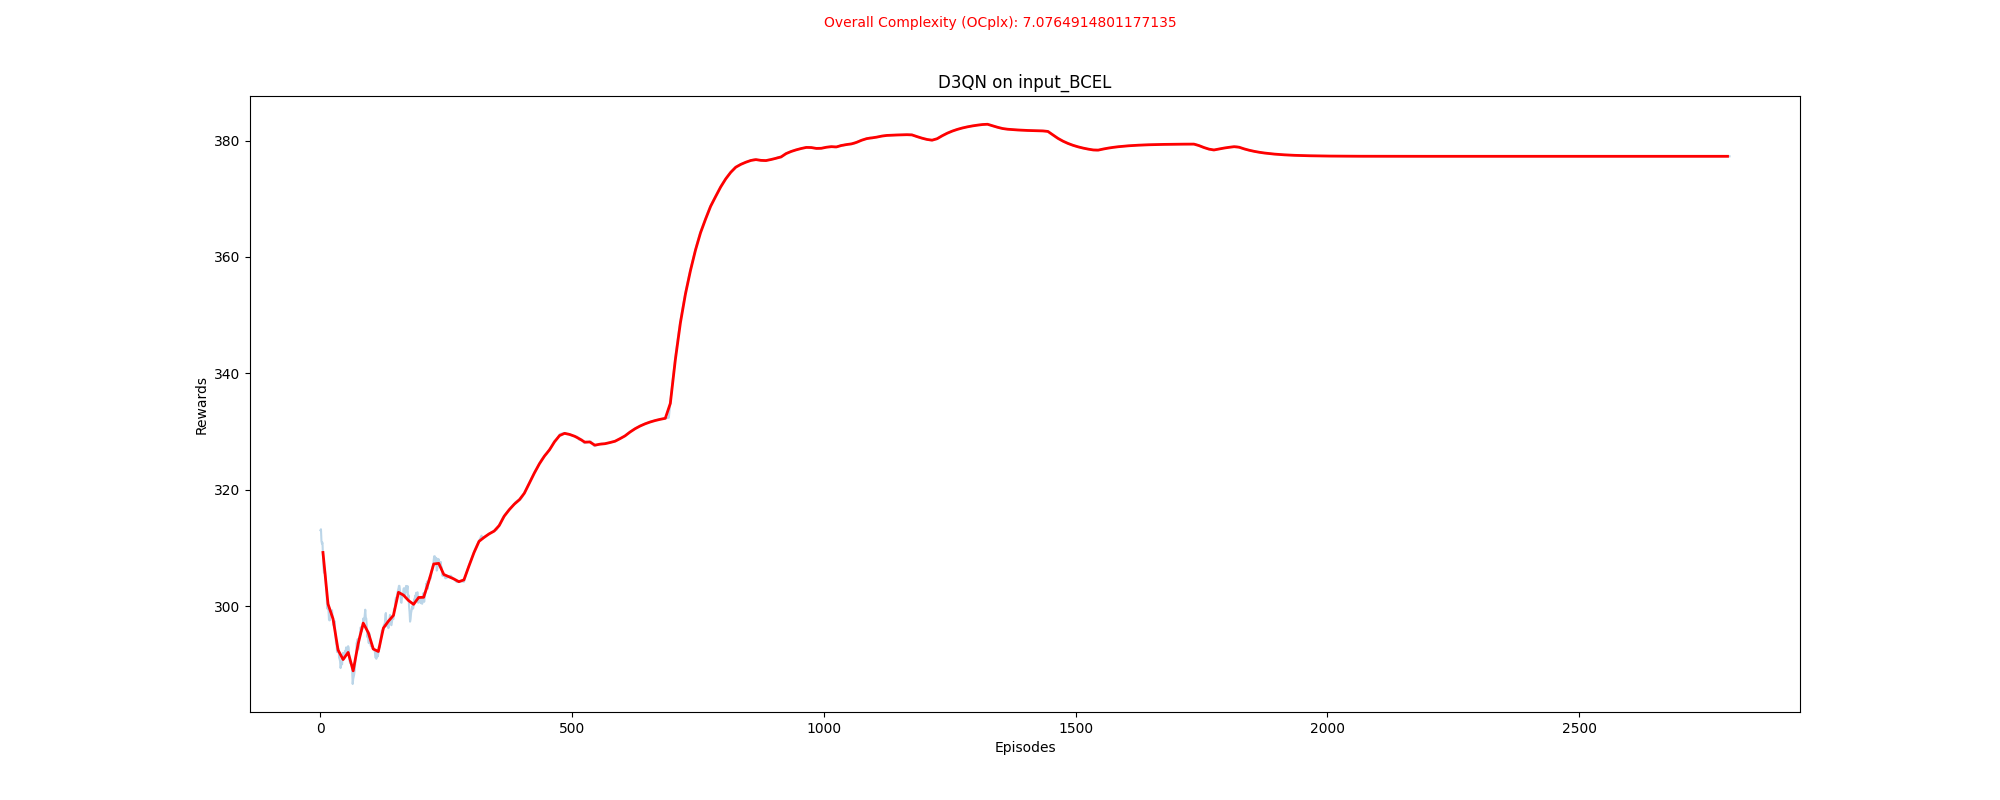 Overall Complexity (OCplx): 7.0764914801177135
D3QN on input_BCEL
380
360
340
320
300
Rewards
0 500 1000 1500 2000 2500
Episodes